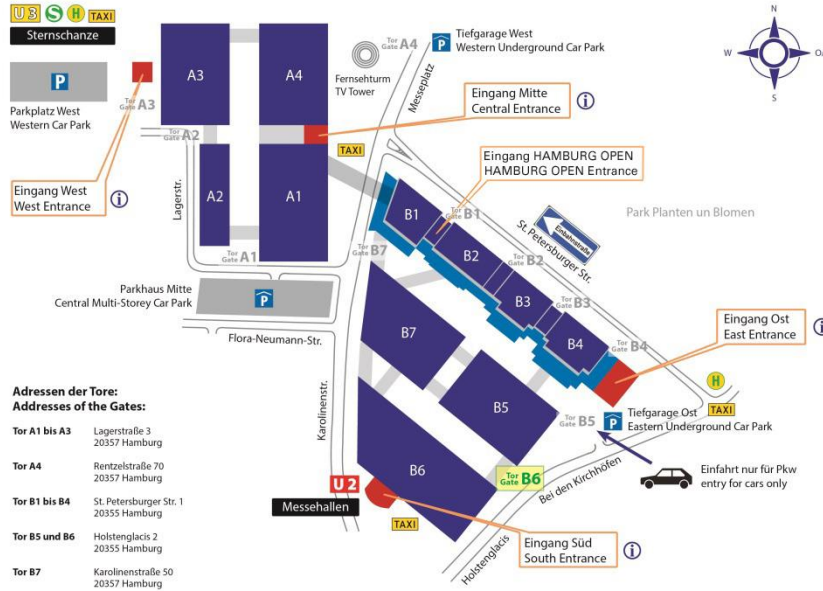 U3 S H TAXI
Sternschanze
P
Parkplatz West
Western Car Park
Tor
Gate A3
Eingang West
West Entrance
i
A3
A4
Tor
Gate A2
A2
A1
Lagerstr.
Tor
Gate A1
TAXI
Fernsehturm
TV Tower
Tor
Gate A4
Messeplatz
P
Tiefgarage West
Western Underground Car Park
Eingang Mitte
Central Entrance
i
Eingang HAMBURG OPEN
HAMBURG OPEN Entrance
N
W
S
Park Planten un Blomen
Einbahnstraße
St. Petersburger Str.
B1
Tor
Gate B1
B2
Tor
Gate B2
B3
Tor
Gate B3
B4
Tor
Gate B4
Tor
Gate B7
Eingang Ost
East Entrance
i
H
TAXI
Parkhaus Mitte
Central Multi-Storey Car Park
P
Flora-Neumann-Str.
Karolinenstr.
B7
B5
B6
Tor
Gate B5
P
Tiefgarage Ost
Eastern Underground Car Park
Tor
Gate B6
Bei den Kirchhöfen
Einfahrt nur für Pkw
entry for cars only
U2
Messehallen
TAXI
Holstenglacis
Eingang Süd
South Entrance
i
Adressen der Tore:
Addresses of the Gates:
Tor A1 bis A3 Lagerstraße 3
20357 Hamburg
Tor A4 Rentzelstraße 70
20357 Hamburg
Tor B1 bis B4 St. Petersburger Str. 1
20355 Hamburg
Tor B5 und B6 Holstenglacis 2
20355 Hamburg
Tor B7 Karolinenstraße 50
20357 Hamburg